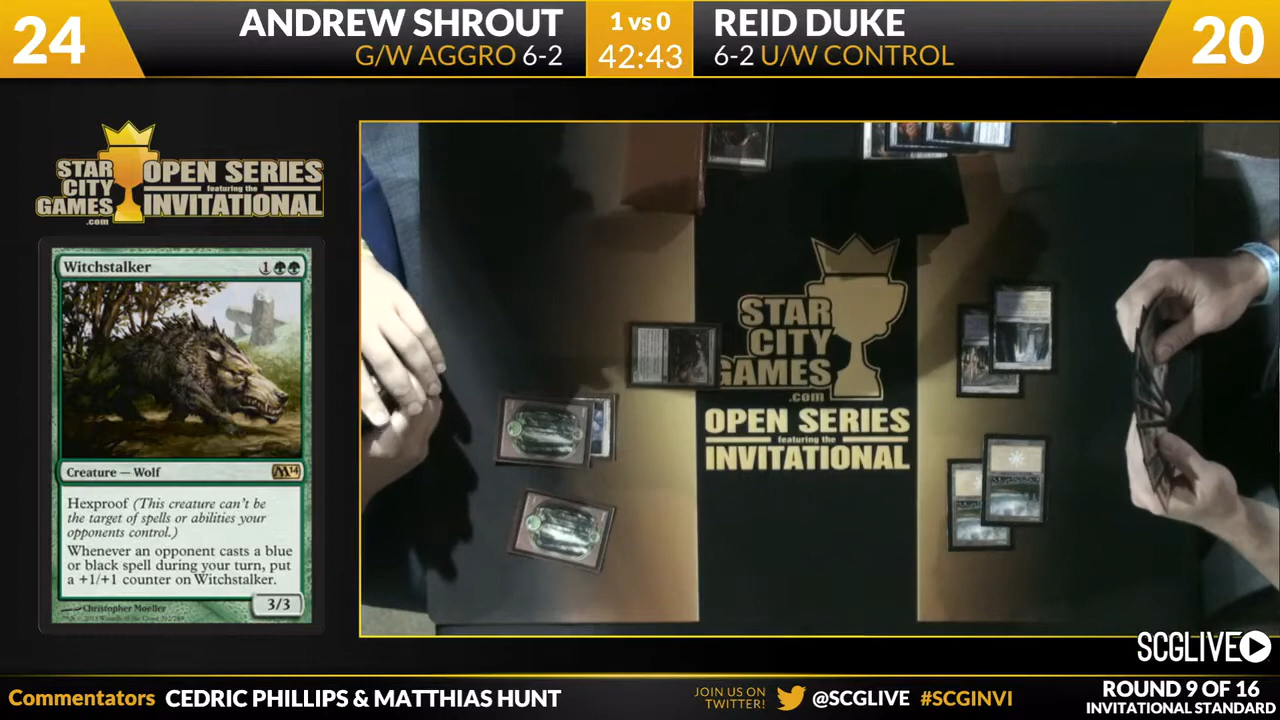 24
ANDREW SHROUT
G/W AGGRO 6-2
1 vs 0
42:43
REID DUKE
6-2 U/W CONTROL
20
STAR
CITY
GAMES
.com
OPEN SERIES
featuring the
INVITATIONAL
Witchstalker 1
Creature — Wolf M14
Hexproof (This creature can't be
the target of spells or abilities your
opponents control.)
Whenever an opponent casts a blue
or black spell during your turn, put
a +1/+1 counter on Witchstalker.
3/3
Christopher Moeller
STAR
CITY
GAMES
.com
OPEN SERIES
featuring the
INVITATIONAL
SCGLIVE
Commentators CEDRIC PHILLIPS & MATTHIAS HUNT
JOIN US ON
TWITTER!
@SCGLIVE #SCGINVI
ROUND 9 OF 16
INVITATIONAL STANDARD